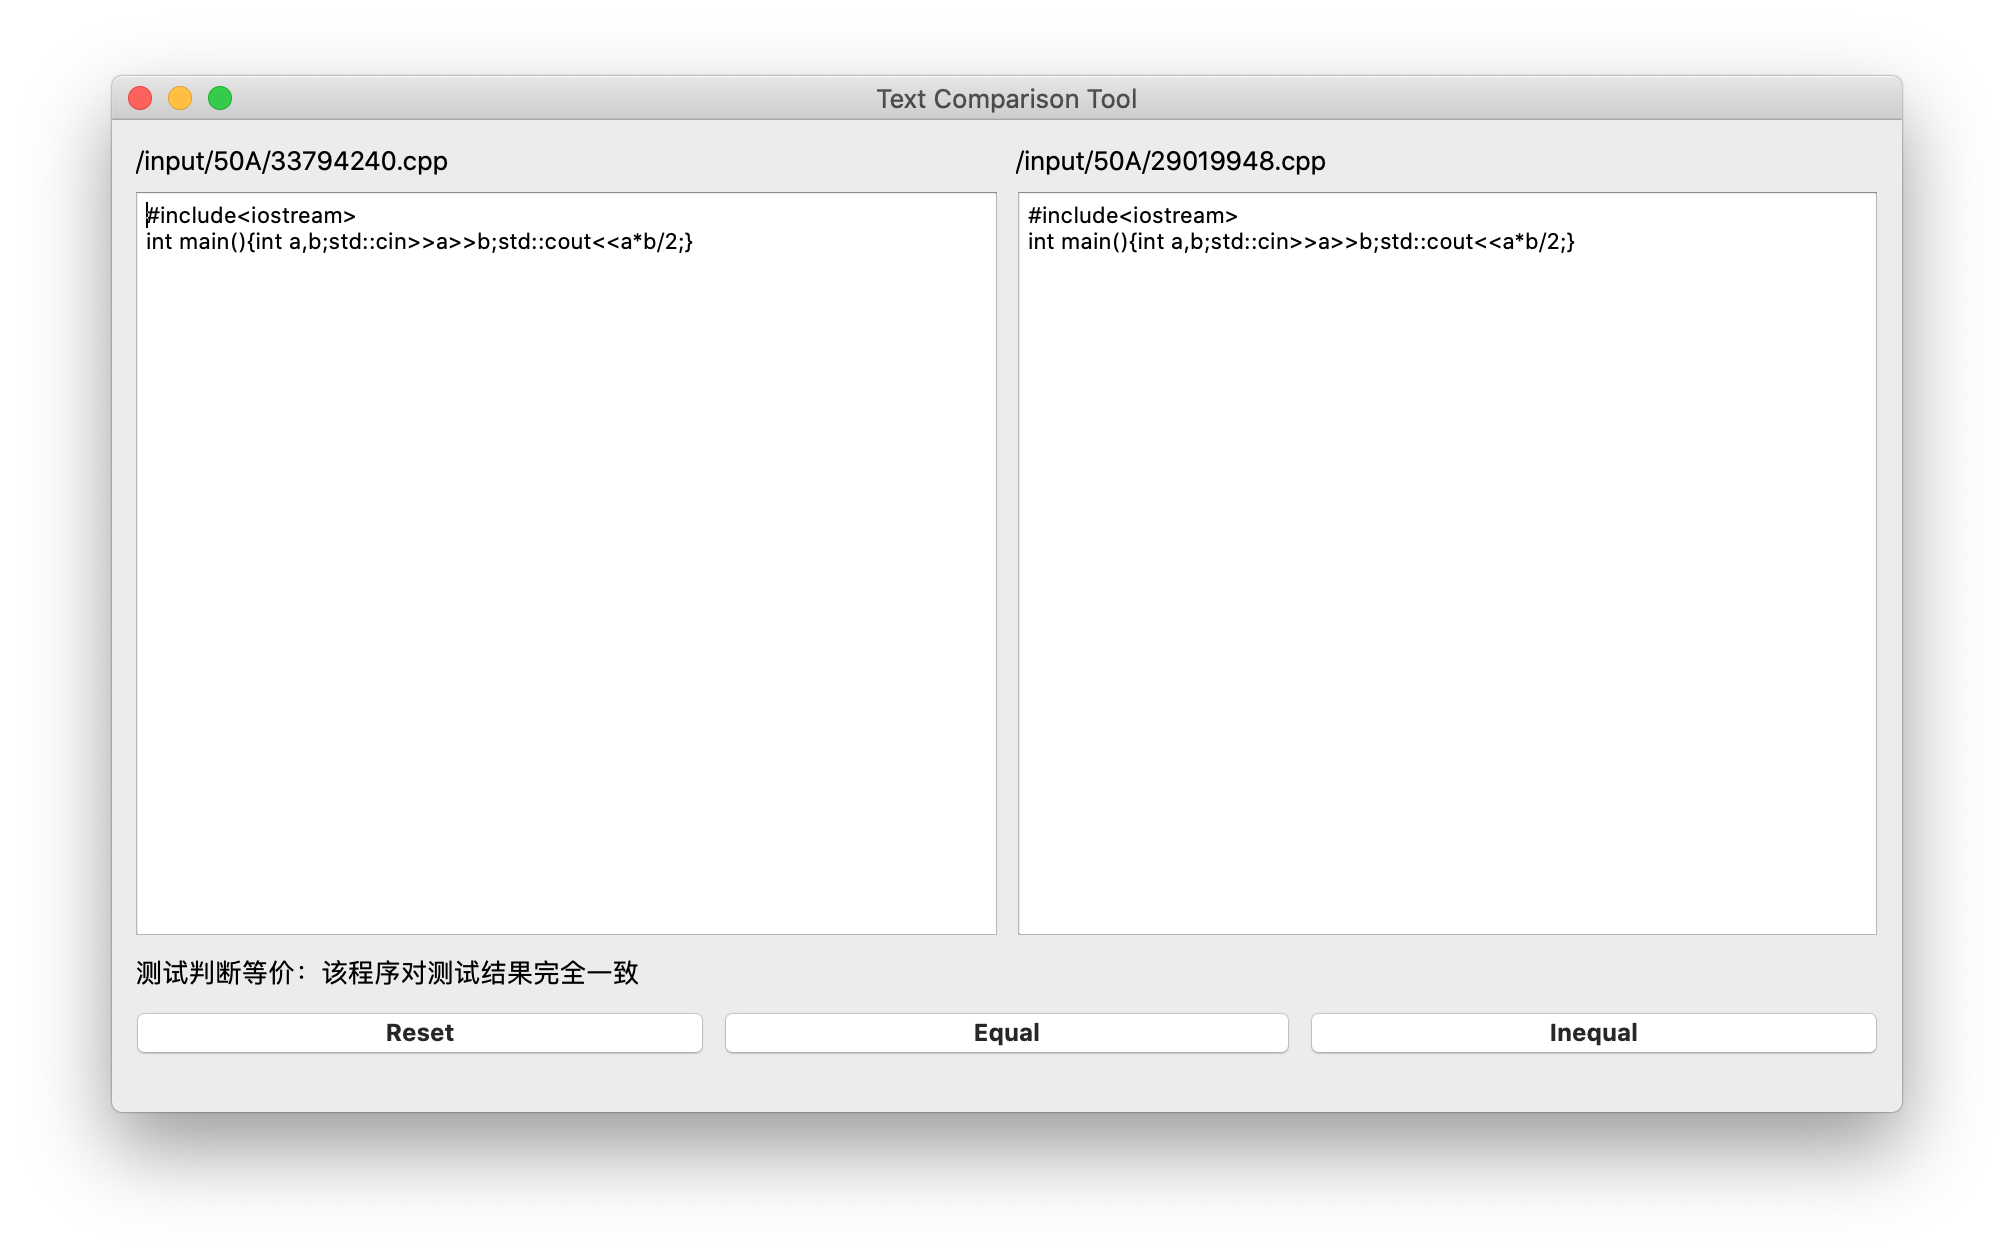 Text Comparison Tool
/input/50A/33794240.cpp
/input/50A/29019948.cpp
#include<iostream>
int main(){int a,b;std::cin>>a>>b;std::cout<<a*b/2;}
#include<iostream>
int main(){int a,b;std::cin>>a>>b;std::cout<<a*b/2;}
测试判断等价：该程序对测试结果完全一致
Reset
Equal
Inequal